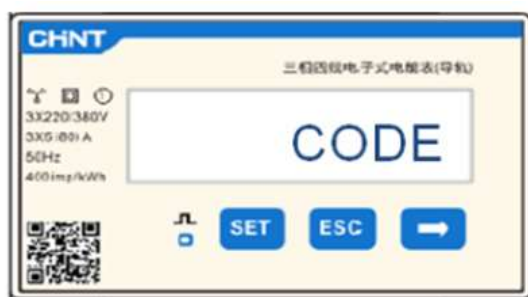 CHNT
三相四线电子式电能表(导轨)
3X220/380V
3X5(80)A
50Hz
400imp/kWh
CODE
SET
ESC